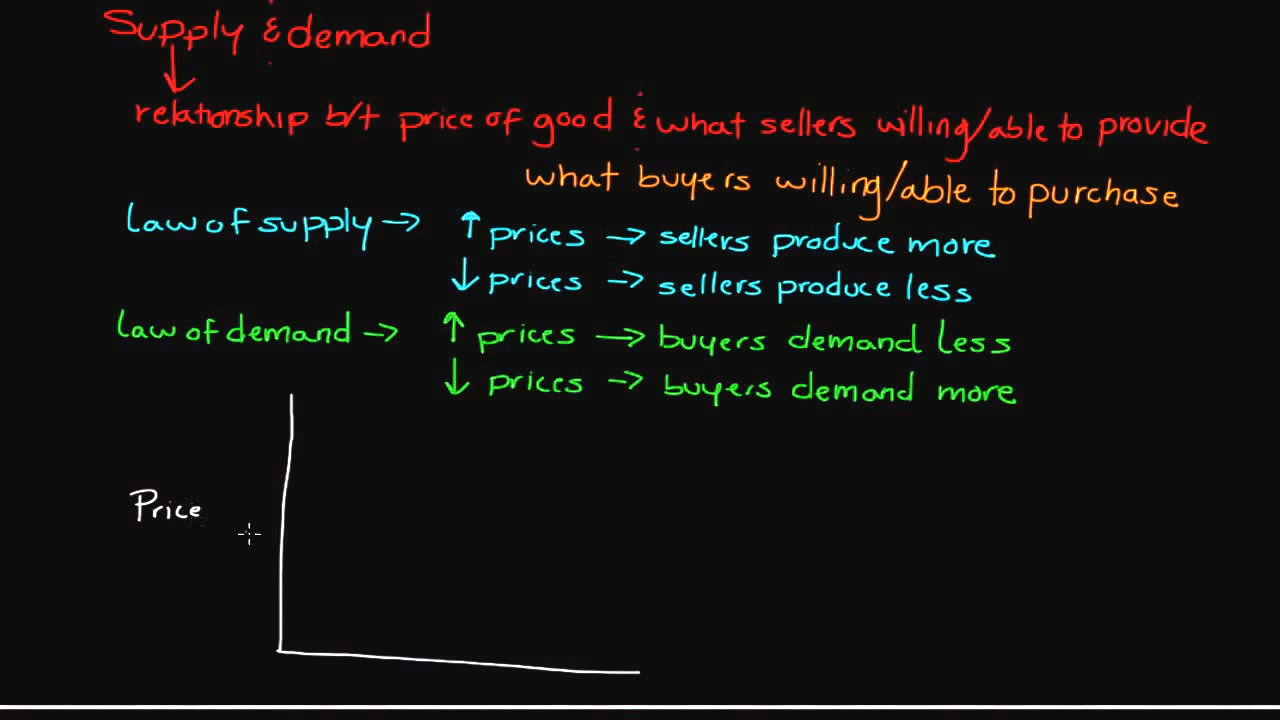 Supply & demand
relationship b/t price of good & what sellers willing/able to provide
what buyers willing/able to purchase
law of supply → ↑ prices → sellers produce more
↓ prices → sellers produce less
law of demand → ↑ prices → buyers demand less
↓ prices → buyers demand more
Price